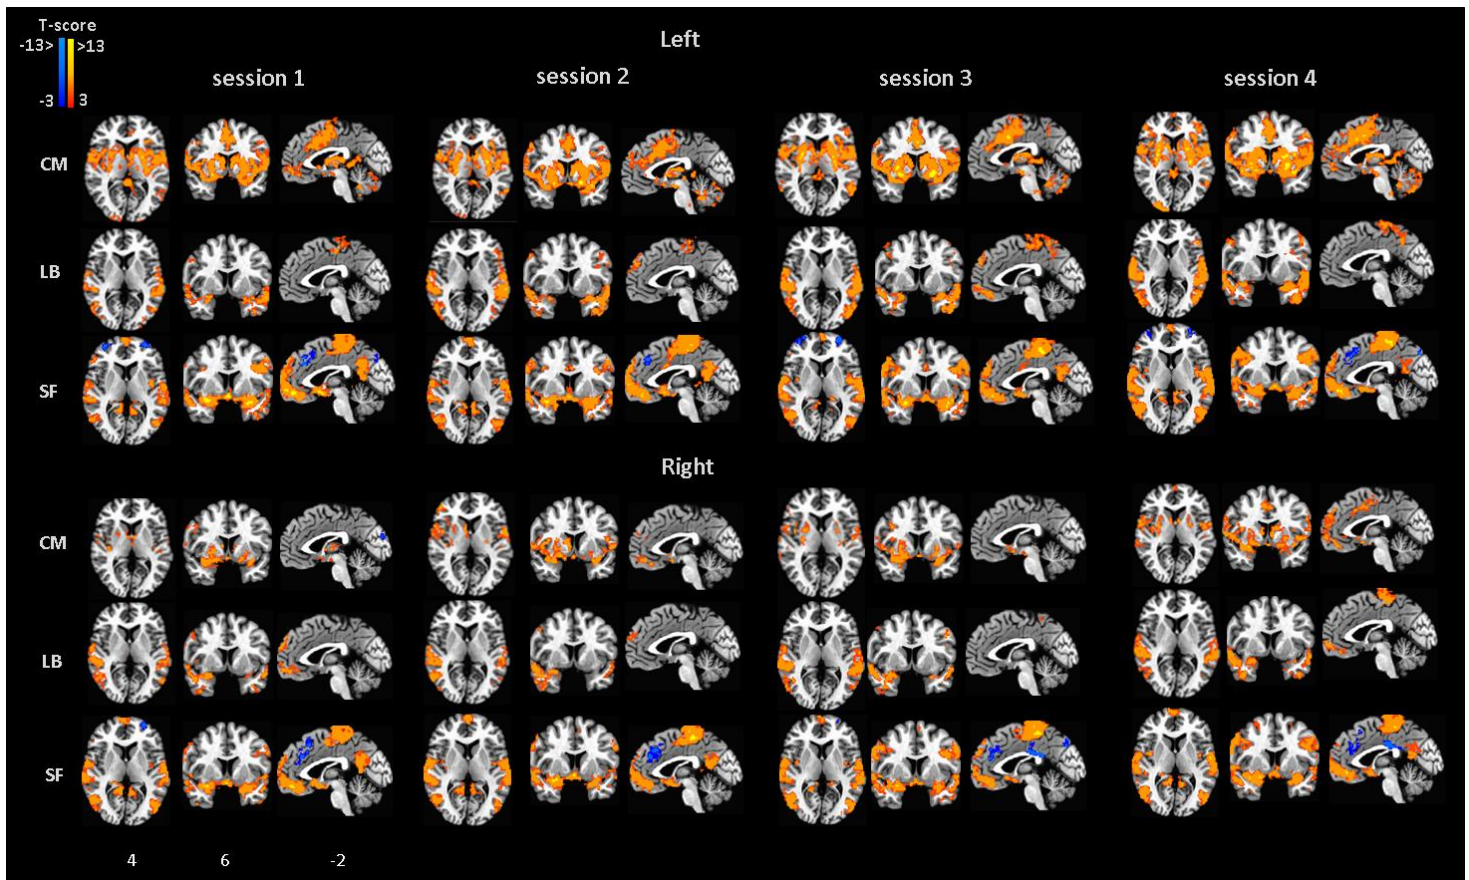 T-score
-13> >13
-3 3
Left
session 1 session 2 session 3 session 4
CM
LB
SF
Right
CM
LB
SF
4 6 -2